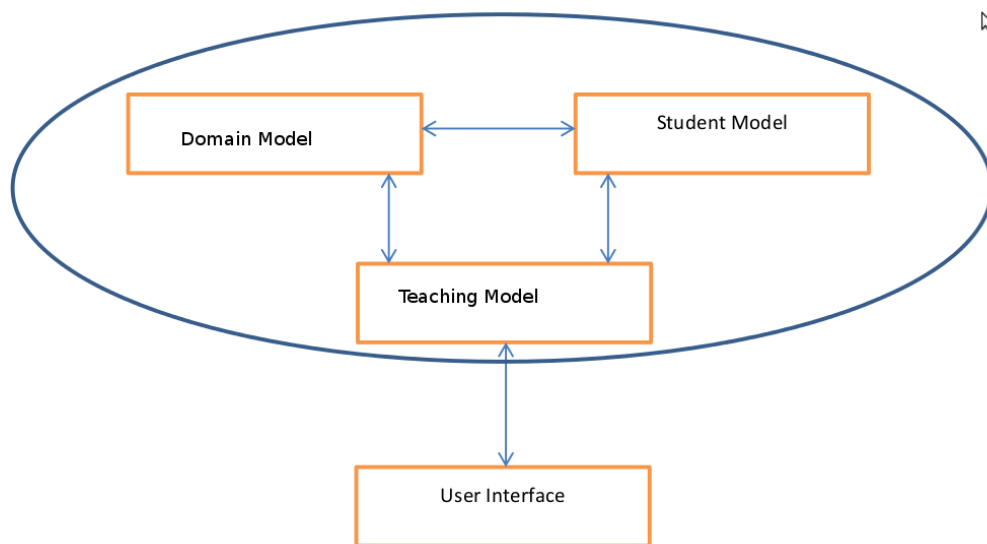 Domain Model
Student Model
Teaching Model
User Interface